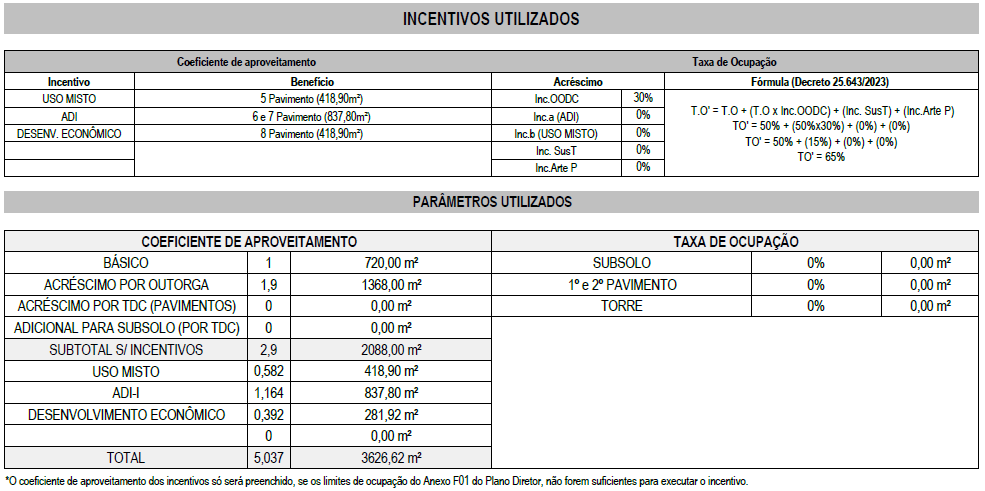 INCENTIVOS UTILIZADOS
Coeficiente de aproveitamento Taxa de Ocupação
Incentivo Benefício Acréscimo Fórmula (Decreto 25.643/2023)
USO MISTO 5 Pavimento (418,90m²) Inc.OODC 30%
ADI 6 e 7 Pavimento (837,80m²) Inc.a (ADI) 0%
DESENV. ECONÔMICO 8 Pavimento (418,90m²) Inc.b (USO MISTO) 0%
Inc. SusT 0%
Inc.Arte P 0%
T.O' = T.O + (T.O x Inc.OODC) + (Inc. SusT) + (Inc.Arte P)
TO' = 50% + (50%x30%) + (0%) + (0%)
TO' = 50% + (15%) + (0%) + (0%)
TO' = 65%
PARÂMETROS UTILIZADOS
COEFICIENTE DE APROVEITAMENTO TAXA DE OCUPAÇÃO
BÁSICO 1 720,00 m² SUBSOLO 0% 0,00 m²
ACRÉSCIMO POR OUTORGA 1,9 1368,00 m² 1º e 2º PAVIMENTO 0% 0,00 m²
ACRÉSCIMO POR TDC (PAVIMENTOS) 0 0,00 m² TORRE 0% 0,00 m²
ADICIONAL PARA SUBSOLO (POR TDC) 0 0,00 m²
SUBTOTAL S/ INCENTIVOS 2,9 2088,00 m²
USO MISTO 0,582 418,90 m²
ADI-I 1,164 837,80 m²
DESENVOLVIMENTO ECONÔMICO 0,392 281,92 m²
0 0,00 m²
TOTAL 5,037 3626,62 m²
*O coeficiente de aproveitamento dos incentivos só será preenchido, se os limites de ocupação do Anexo F01 do Plano Diretor, não forem suficientes para executar o incentivo.